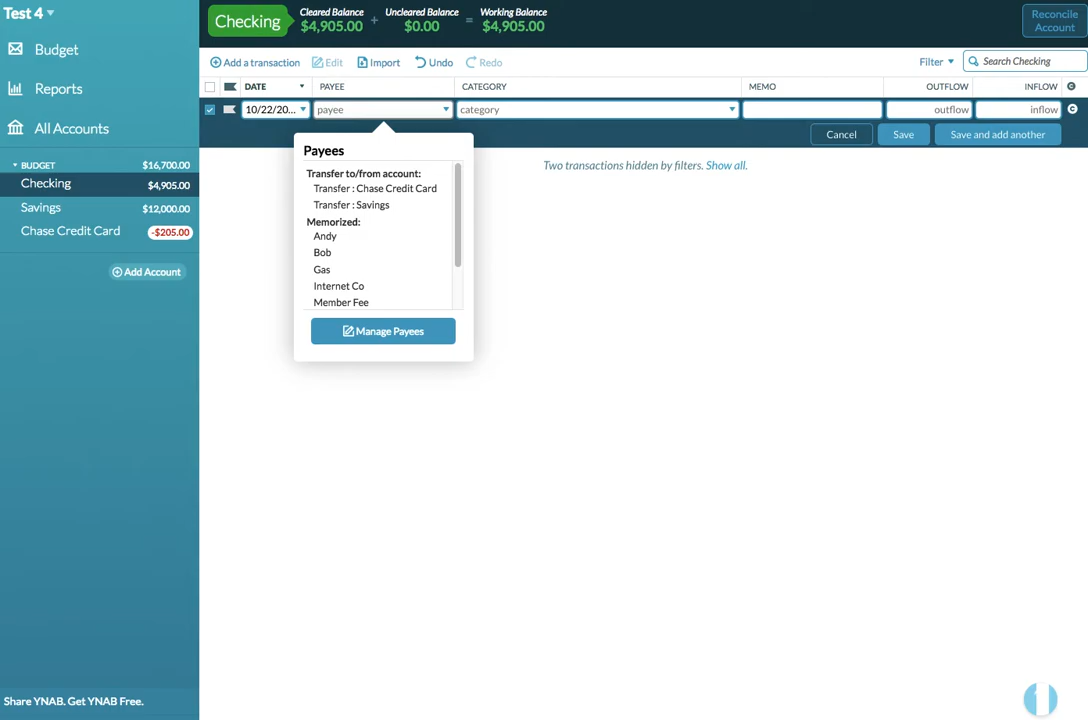 Test 4
Budget
Reports
All Accounts
BUDGET $16,700.00
Checking $4,905.00
Savings $12,000.00
Chase Credit Card -$205.00
Add Account
Share YNAB. Get YNAB Free.
Checking
Cleared Balance Uncleared Balance Working Balance
$4,905.00 + $0.00 = $4,905.00
Reconcile
Account
Add a transaction Edit Import Undo Redo
Filter Search Checking
DATE PAYEE CATEGORY MEMO OUTFLOW INFLOW C
10/22/20... payee category outflow inflow C
Cancel Save Save and add another
Two transactions hidden by filters. Show all.
Payees
Transfer to/from account:
Transfer : Chase Credit Card
Transfer : Savings
Memorized:
Andy
Bob
Gas
Internet Co
Member Fee
Manage Payees